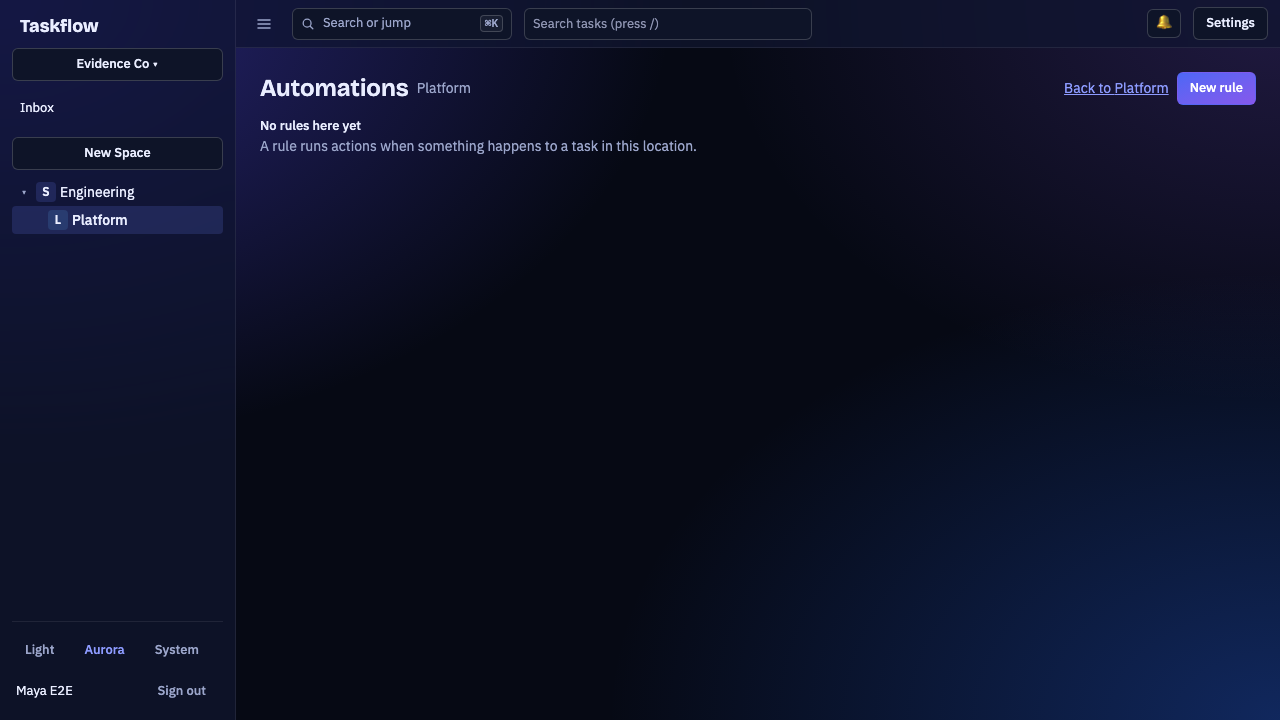 Taskflow
Evidence Co ▾
Inbox
New Space
▾ S Engineering
L Platform
Light Aurora System
Maya E2E Sign out
Search or jump ⌘K
Search tasks (press /)
Settings
Automations Platform
Back to Platform
New rule
No rules here yet
A rule runs actions when something happens to a task in this location.